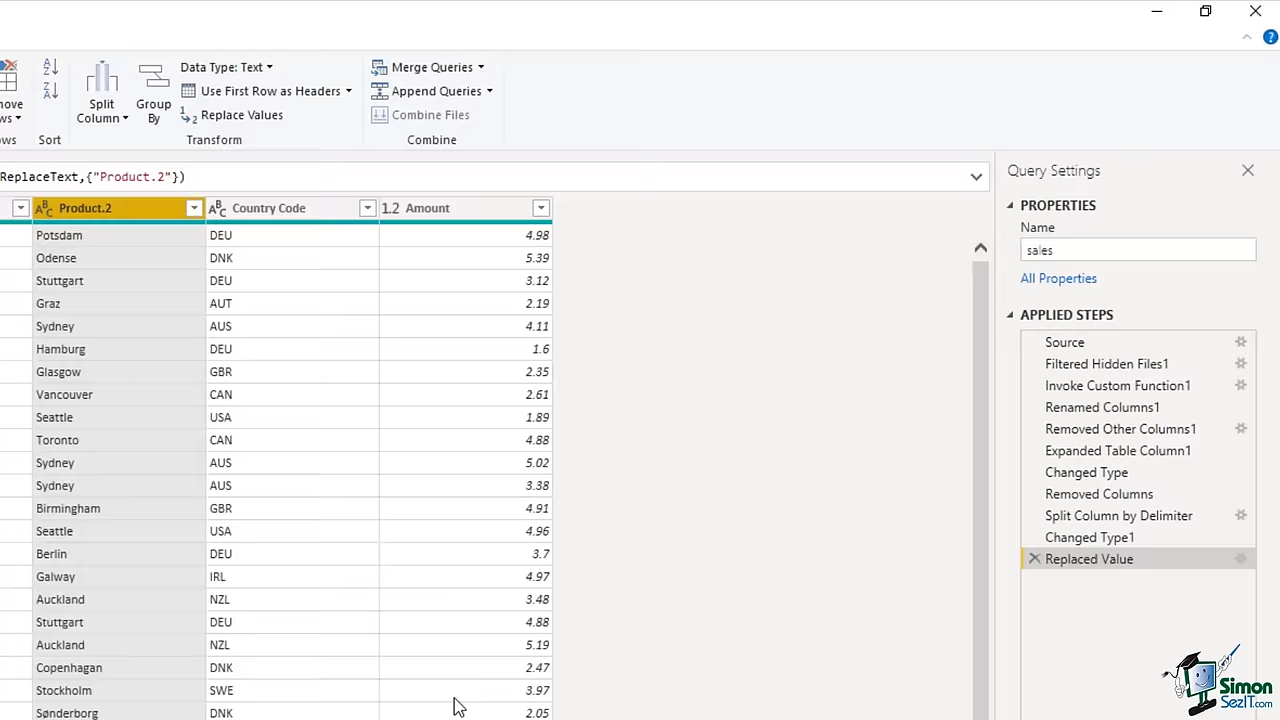 Data Type: Text
Merge Queries
Use First Row as Headers
Append Queries
Split
Column
Group
By
Replace Values
Combine Files
Sort
Transform
Combine
ReplaceText,{"Product.2"})
Query Settings
Product.2 Country Code 1.2 Amount
Potsdam DEU 4.98
Odense DNK 5.39
Stuttgart DEU 3.12
Graz AUT 2.19
Sydney AUS 4.11
Hamburg DEU 1.6
Glasgow GBR 2.35
Vancouver CAN 2.61
Seattle USA 1.89
Toronto CAN 4.88
Sydney AUS 5.02
Sydney AUS 3.38
Birmingham GBR 4.91
Seattle USA 4.96
Berlin DEU 3.7
Galway IRL 4.97
Auckland NZL 3.48
Stuttgart DEU 4.88
Auckland NZL 5.19
Copenhagan DNK 2.47
Stockholm SWE 3.97
Sønderborg DNK 2.05
PROPERTIES
Name
sales
All Properties
APPLIED STEPS
Source
Filtered Hidden Files1
Invoke Custom Function1
Renamed Columns1
Removed Other Columns1
Expanded Table Column1
Changed Type
Removed Columns
Split Column by Delimiter
Changed Type1
Replaced Value
Simon
SezIT.com